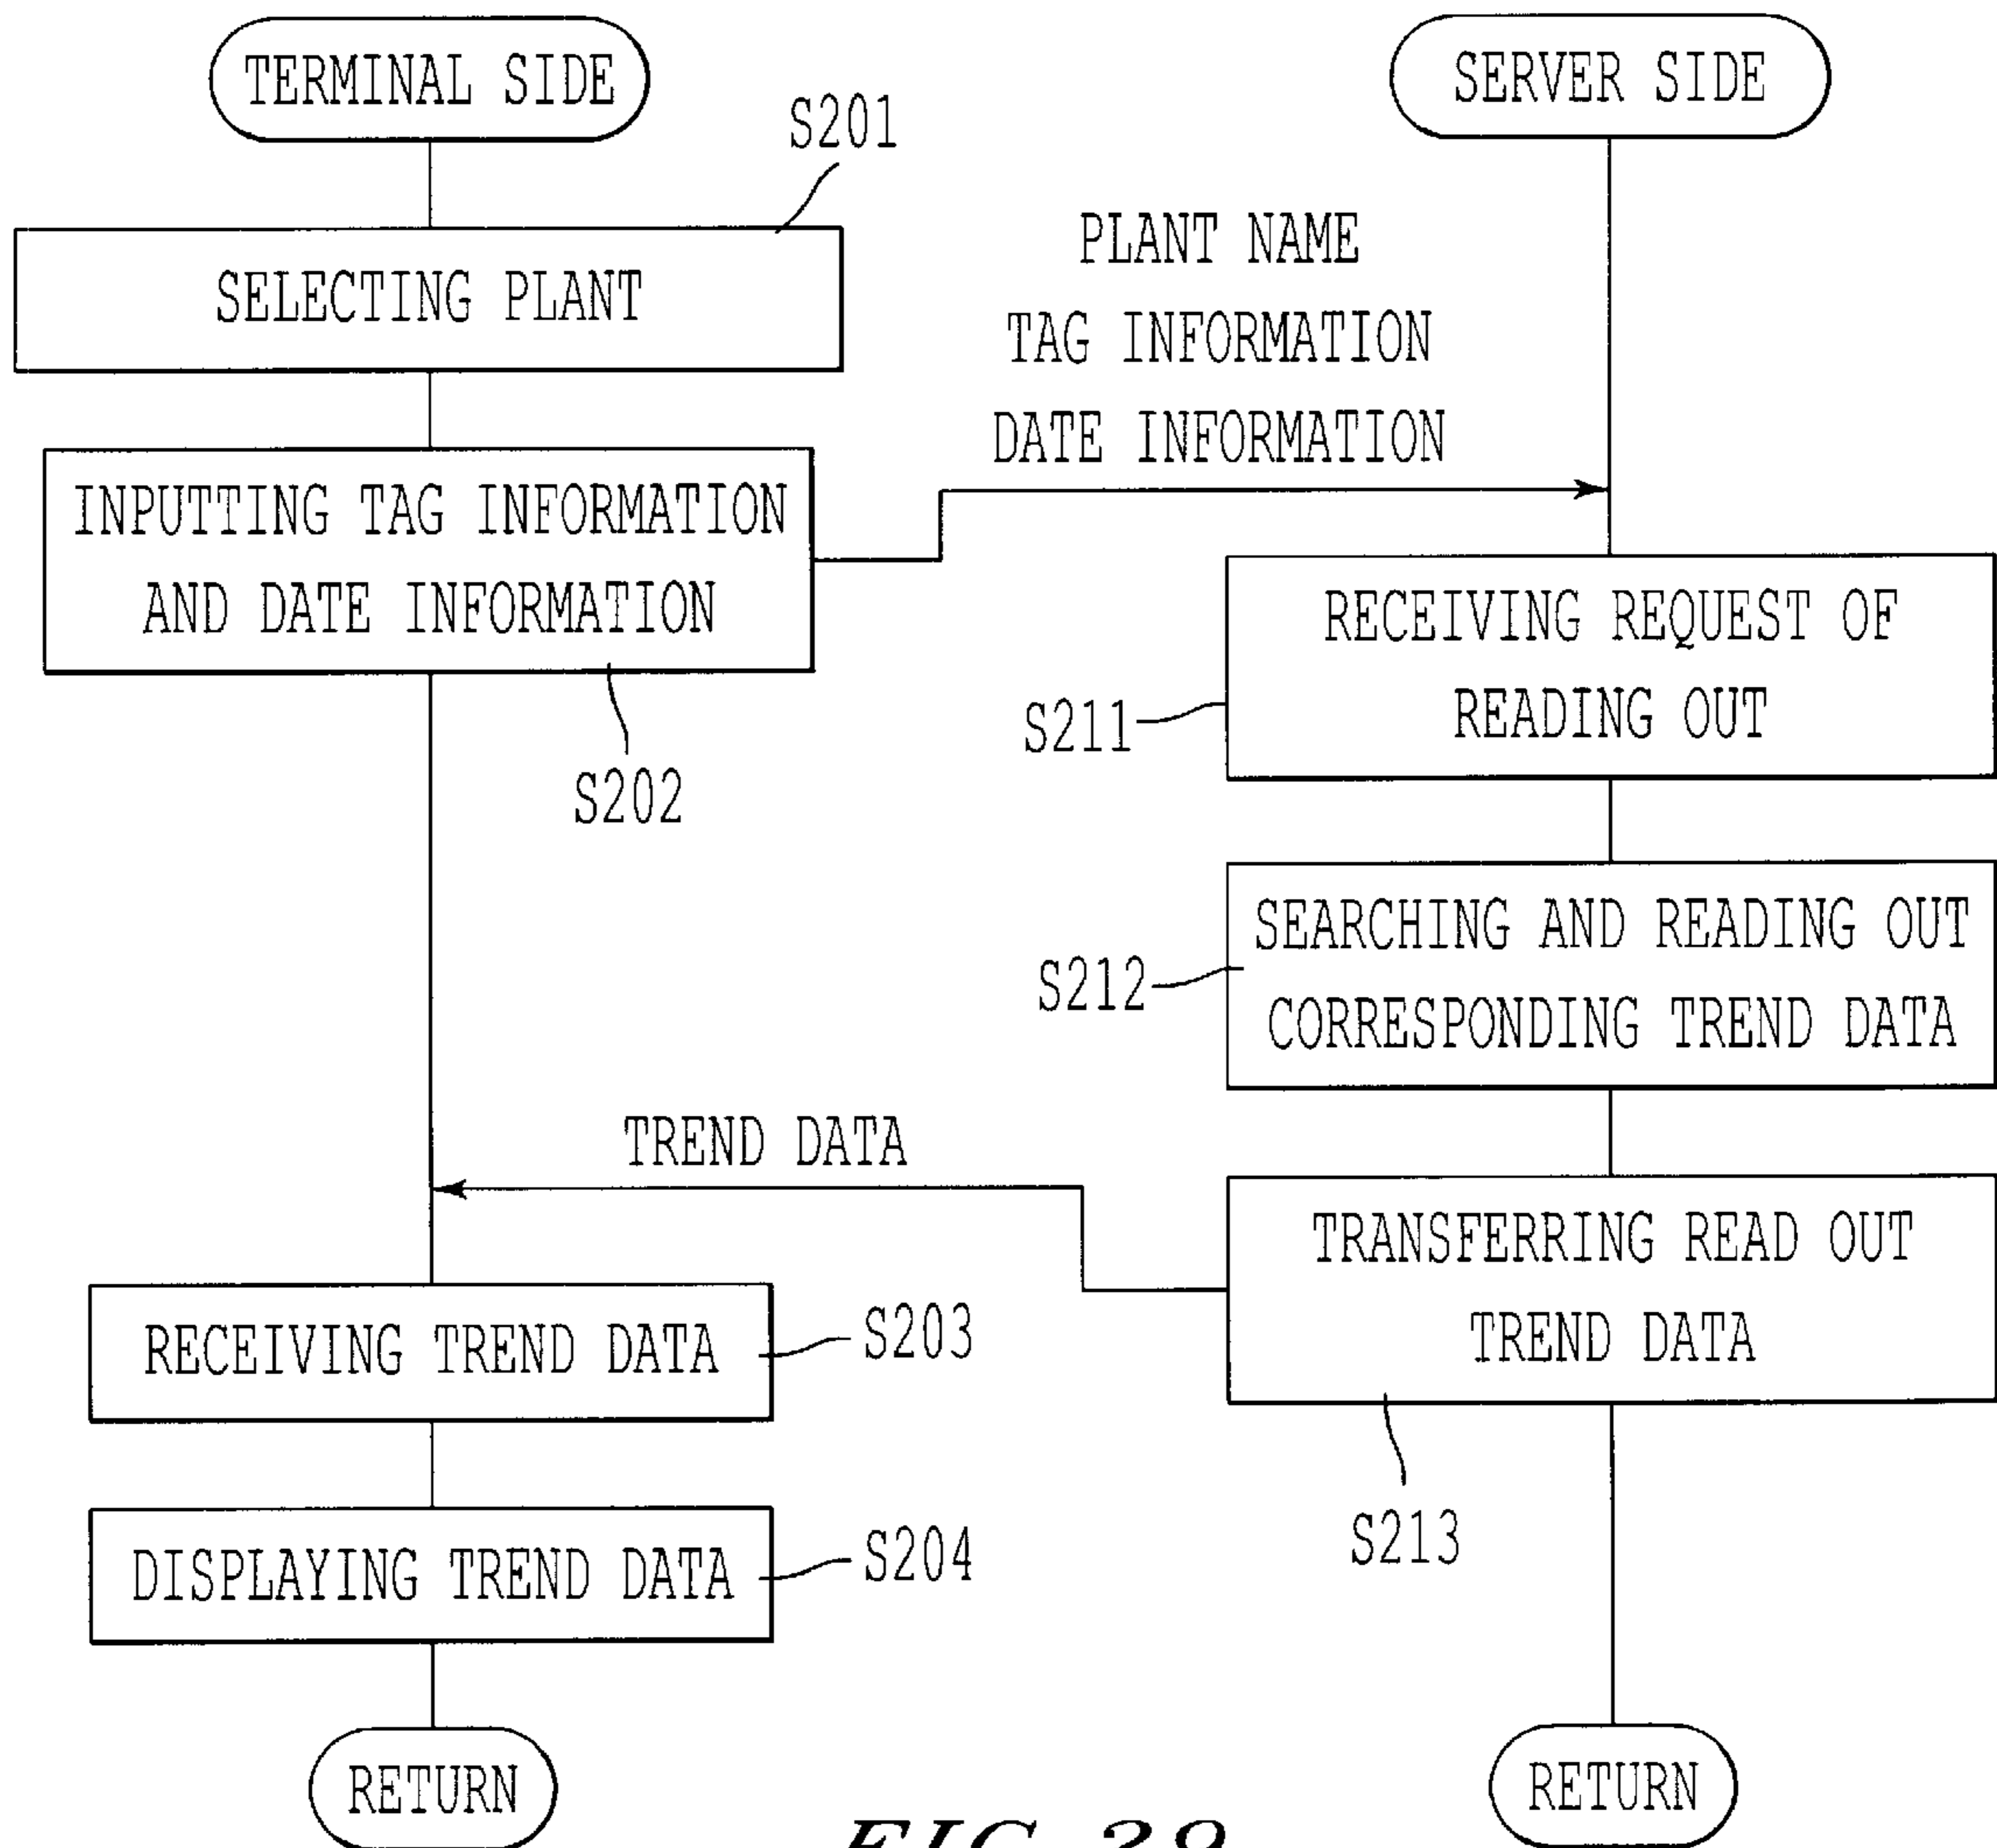 TERMINAL SIDE
SERVER SIDE
S201
SELECTING PLANT
PLANT NAME
TAG INFORMATION
DATE INFORMATION
INPUTTING TAG INFORMATION
AND DATE INFORMATION
S202
RECEIVING REQUEST OF
READING OUT
S211
SEARCHING AND READING OUT
CORRESPONDING TREND DATA
S212
TREND DATA
TRANSFERRING READ OUT
TREND DATA
S213
RECEIVING TREND DATA
S203
DISPLAYING TREND DATA
S204
RETURN
RETURN